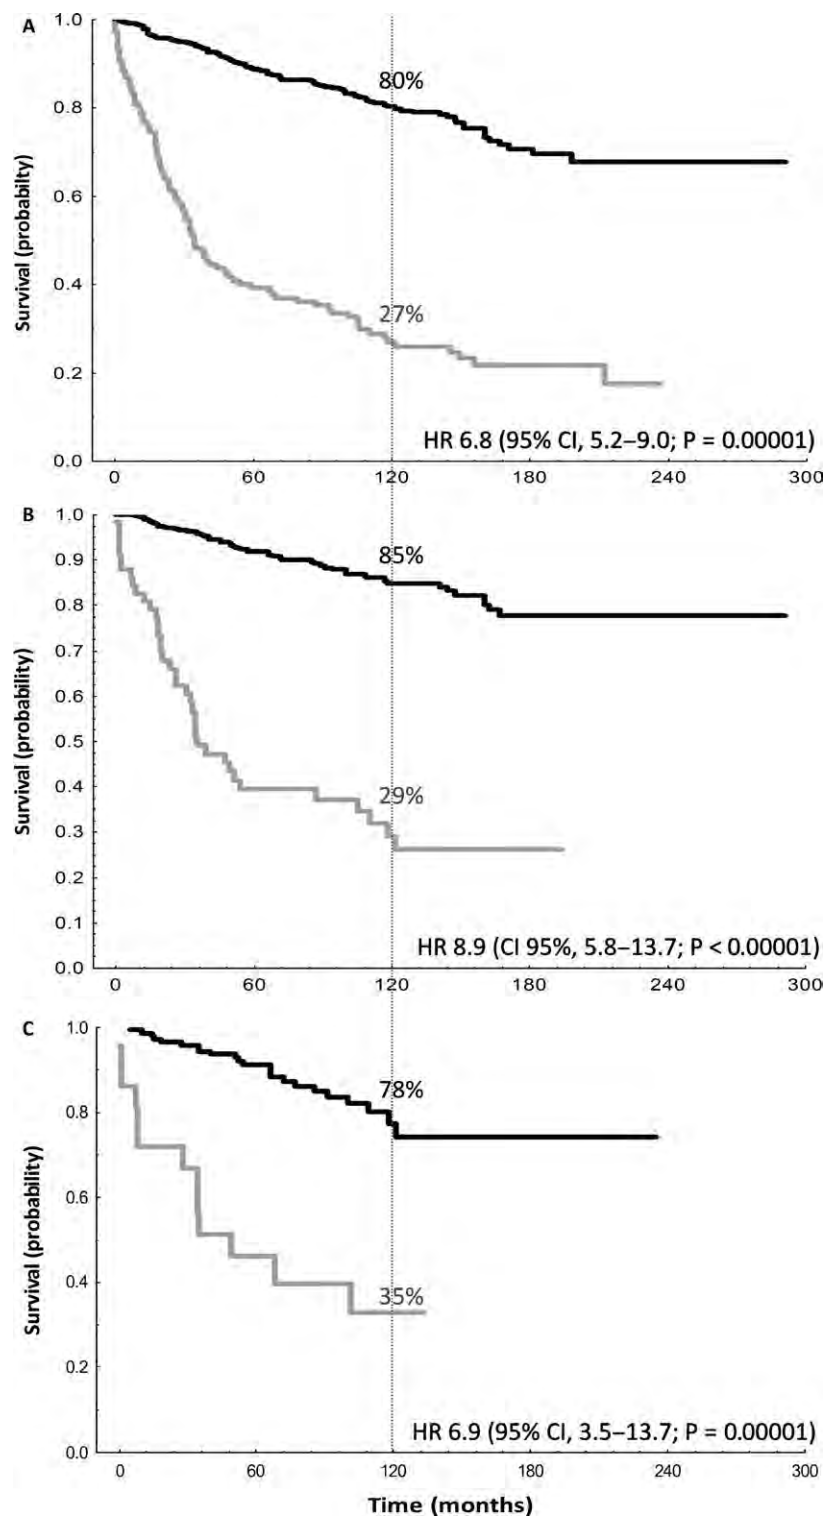 A
1.0
0.8
0.6
0.4
0.2
0.0
Survival (probabilty)
80%
27%
HR 6.8 (95% CI, 5.2–9.0; P = 0.00001)
0 60 120 180 240 300
B
1.0
0.9
0.8
0.7
0.6
0.5
0.4
0.3
0.2
0.1
0.0
Survival (probability)
85%
29%
HR 8.9 (CI 95%, 5.8–13.7; P < 0.00001)
0 60 120 180 240 300
C
1.0
0.8
0.6
0.4
0.2
0.0
Survival (probability)
78%
35%
HR 6.9 (95% CI, 3.5–13.7; P = 0.00001)
0 60 120 180 240 300
Time (months)